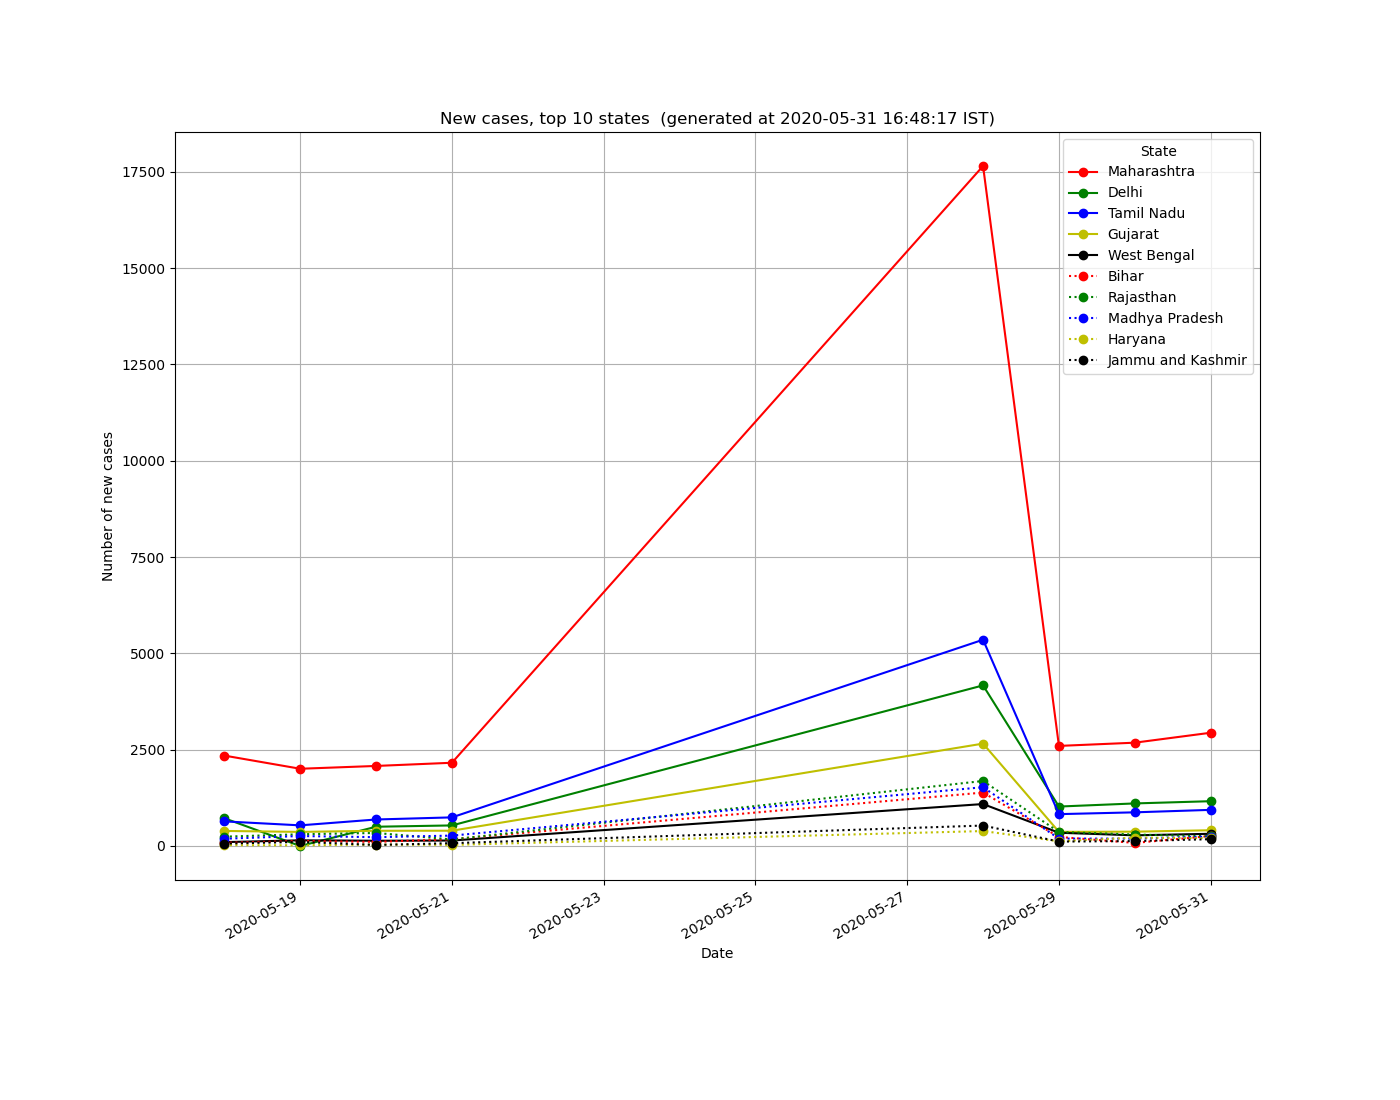 New cases, top 10 states  (generated at 2020-05-31 16:48:17 IST)
State
Maharashtra
Delhi
Tamil Nadu
Gujarat
West Bengal
Bihar
Rajasthan
Madhya Pradesh
Haryana
Jammu and Kashmir
Number of new cases
17500
15000
12500
10000
7500
5000
2500
0
2020-05-19
2020-05-21
2020-05-23
2020-05-25
2020-05-27
2020-05-29
2020-05-31
Date